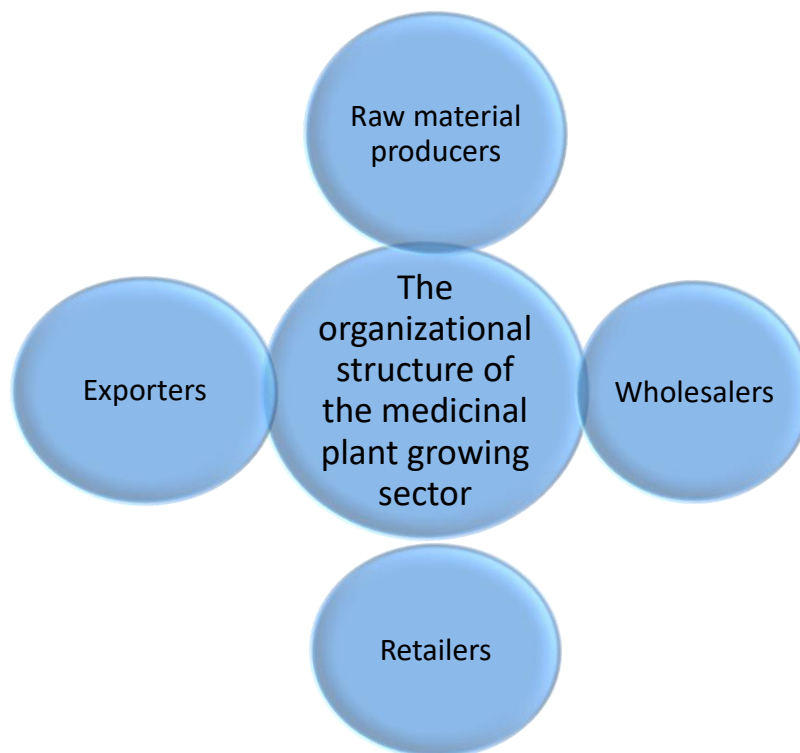 Raw material
producers
The
organizational
structure of
the medicinal
plant growing
sector
Exporters
Wholesalers
Retailers